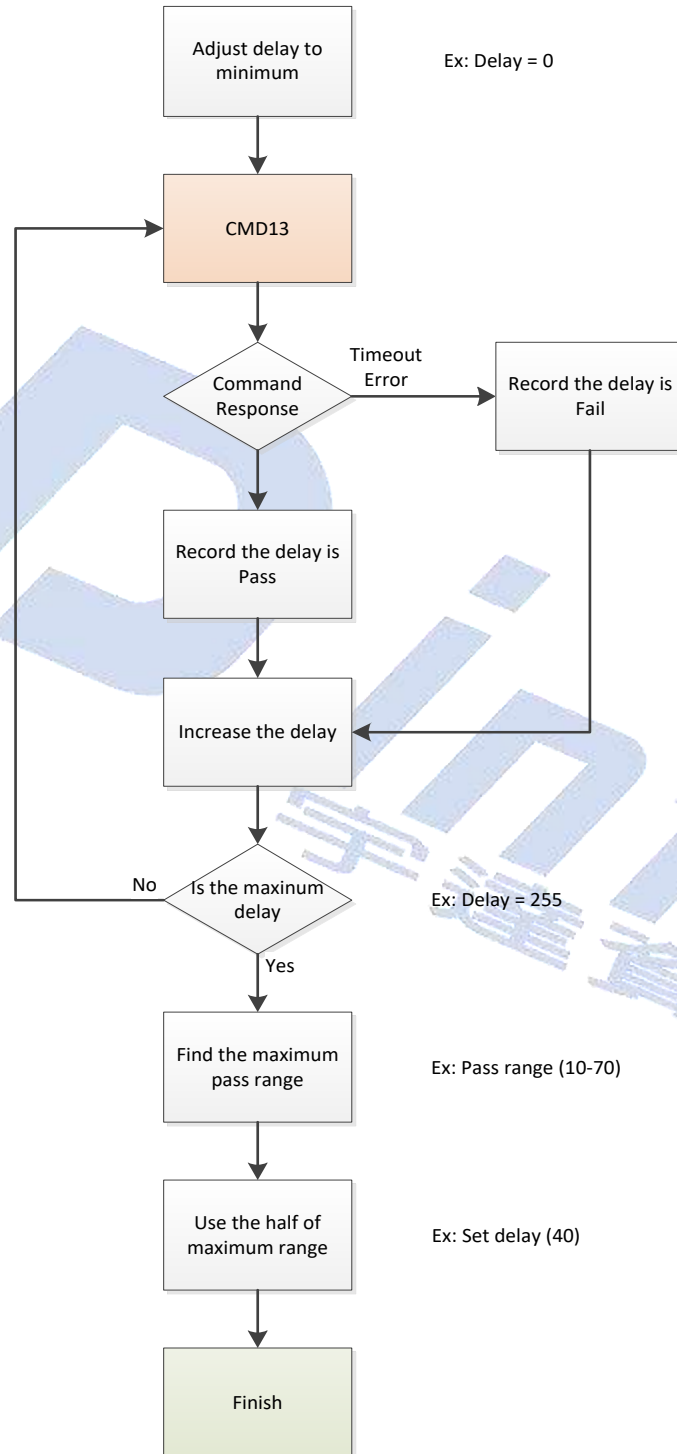 Adjust delay to
minimum
Ex: Delay = 0
CMD13
Command
Response
Timeout
Error
Record the delay is
Fail
Record the delay is
Pass
Increase the delay
No
Is the maxinum
delay
Ex: Delay = 255
Yes
Find the maximum
pass range
Ex: Pass range (10-70)
Use the half of
maximum range
Ex: Set delay (40)
Finish